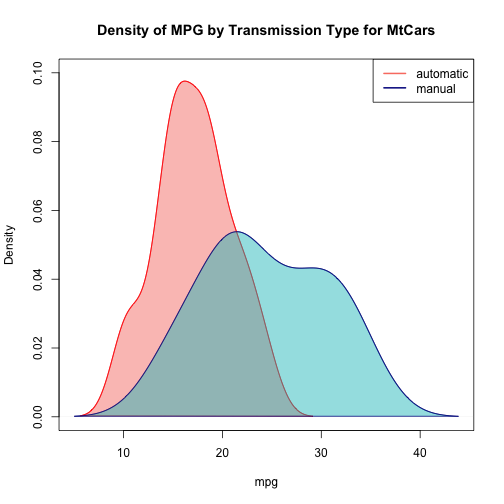 Density of MPG by Transmission Type for MtCars
automatic
manual
0.10
0.08
0.06
0.04
0.02
0.00
Density
10 20 30 40
mpg